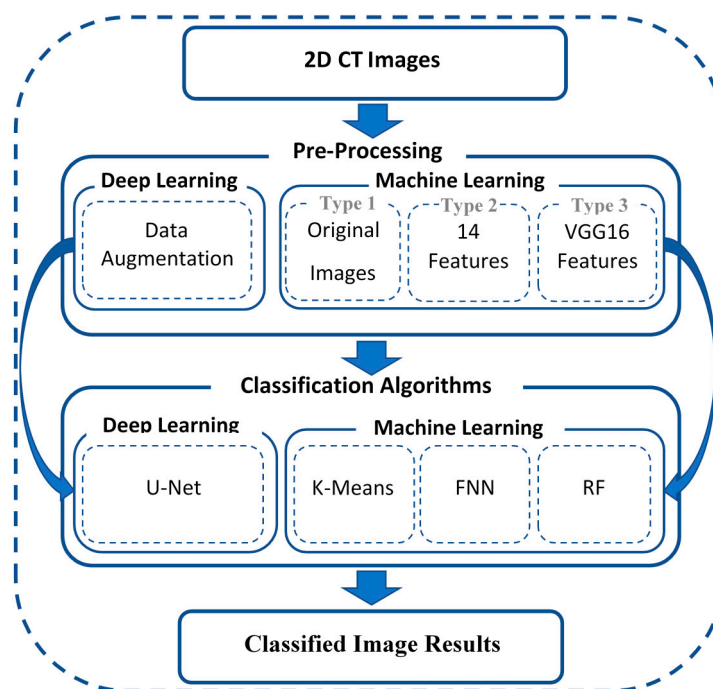 2D CT Images
Pre-Processing
Deep Learning
Machine Learning
Data
Augmentation
Type 1
Original
Images
Type 2
14
Features
Type 3
VGG16
Features
Classification Algorithms
Deep Learning
Machine Learning
U-Net
K-Means
FNN
RF
Classified Image Results